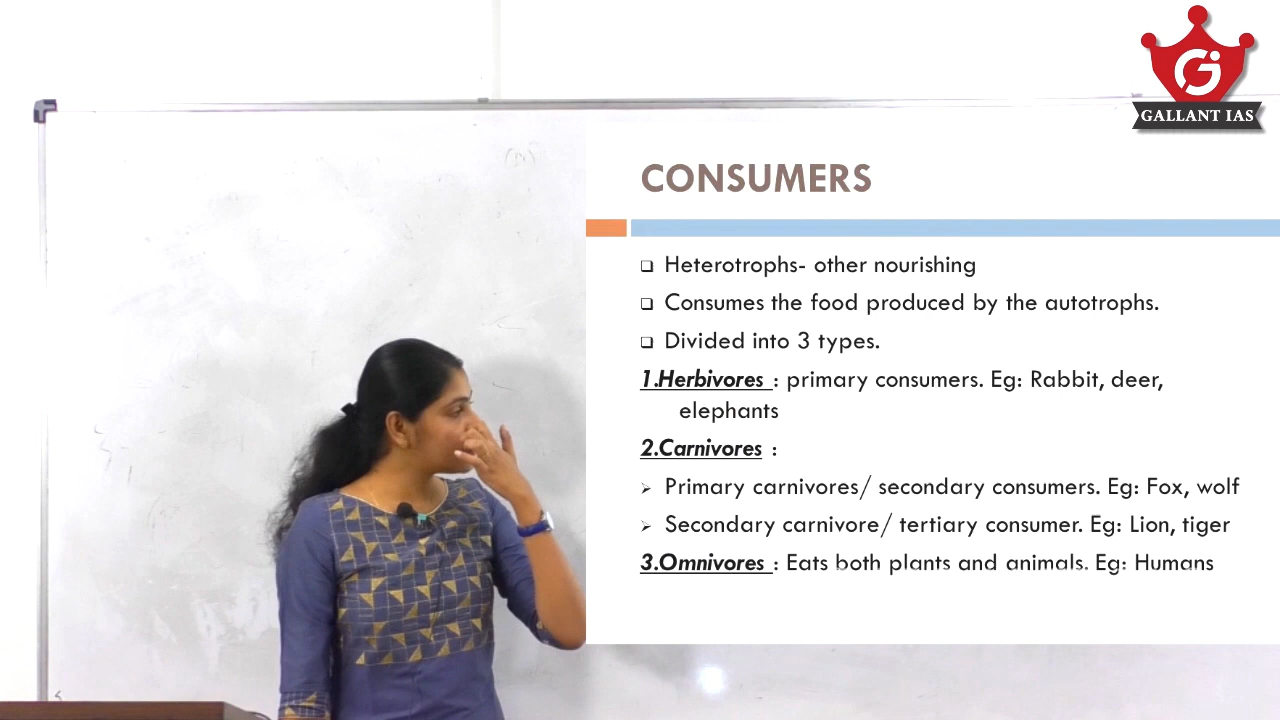 GALLANT IAS
CONSUMERS
❑ Heterotrophs- other nourishing
❑ Consumes the food produced by the autotrophs.
❑ Divided into 3 types.
1.Herbivores : primary consumers. Eg: Rabbit, deer,
elephants
2.Carnivores :
➢ Primary carnivores/ secondary consumers. Eg: Fox, wolf
➢ Secondary carnivore/ tertiary consumer. Eg: Lion, tiger
3.Omnivores : Eats both plants and animals. Eg: Humans